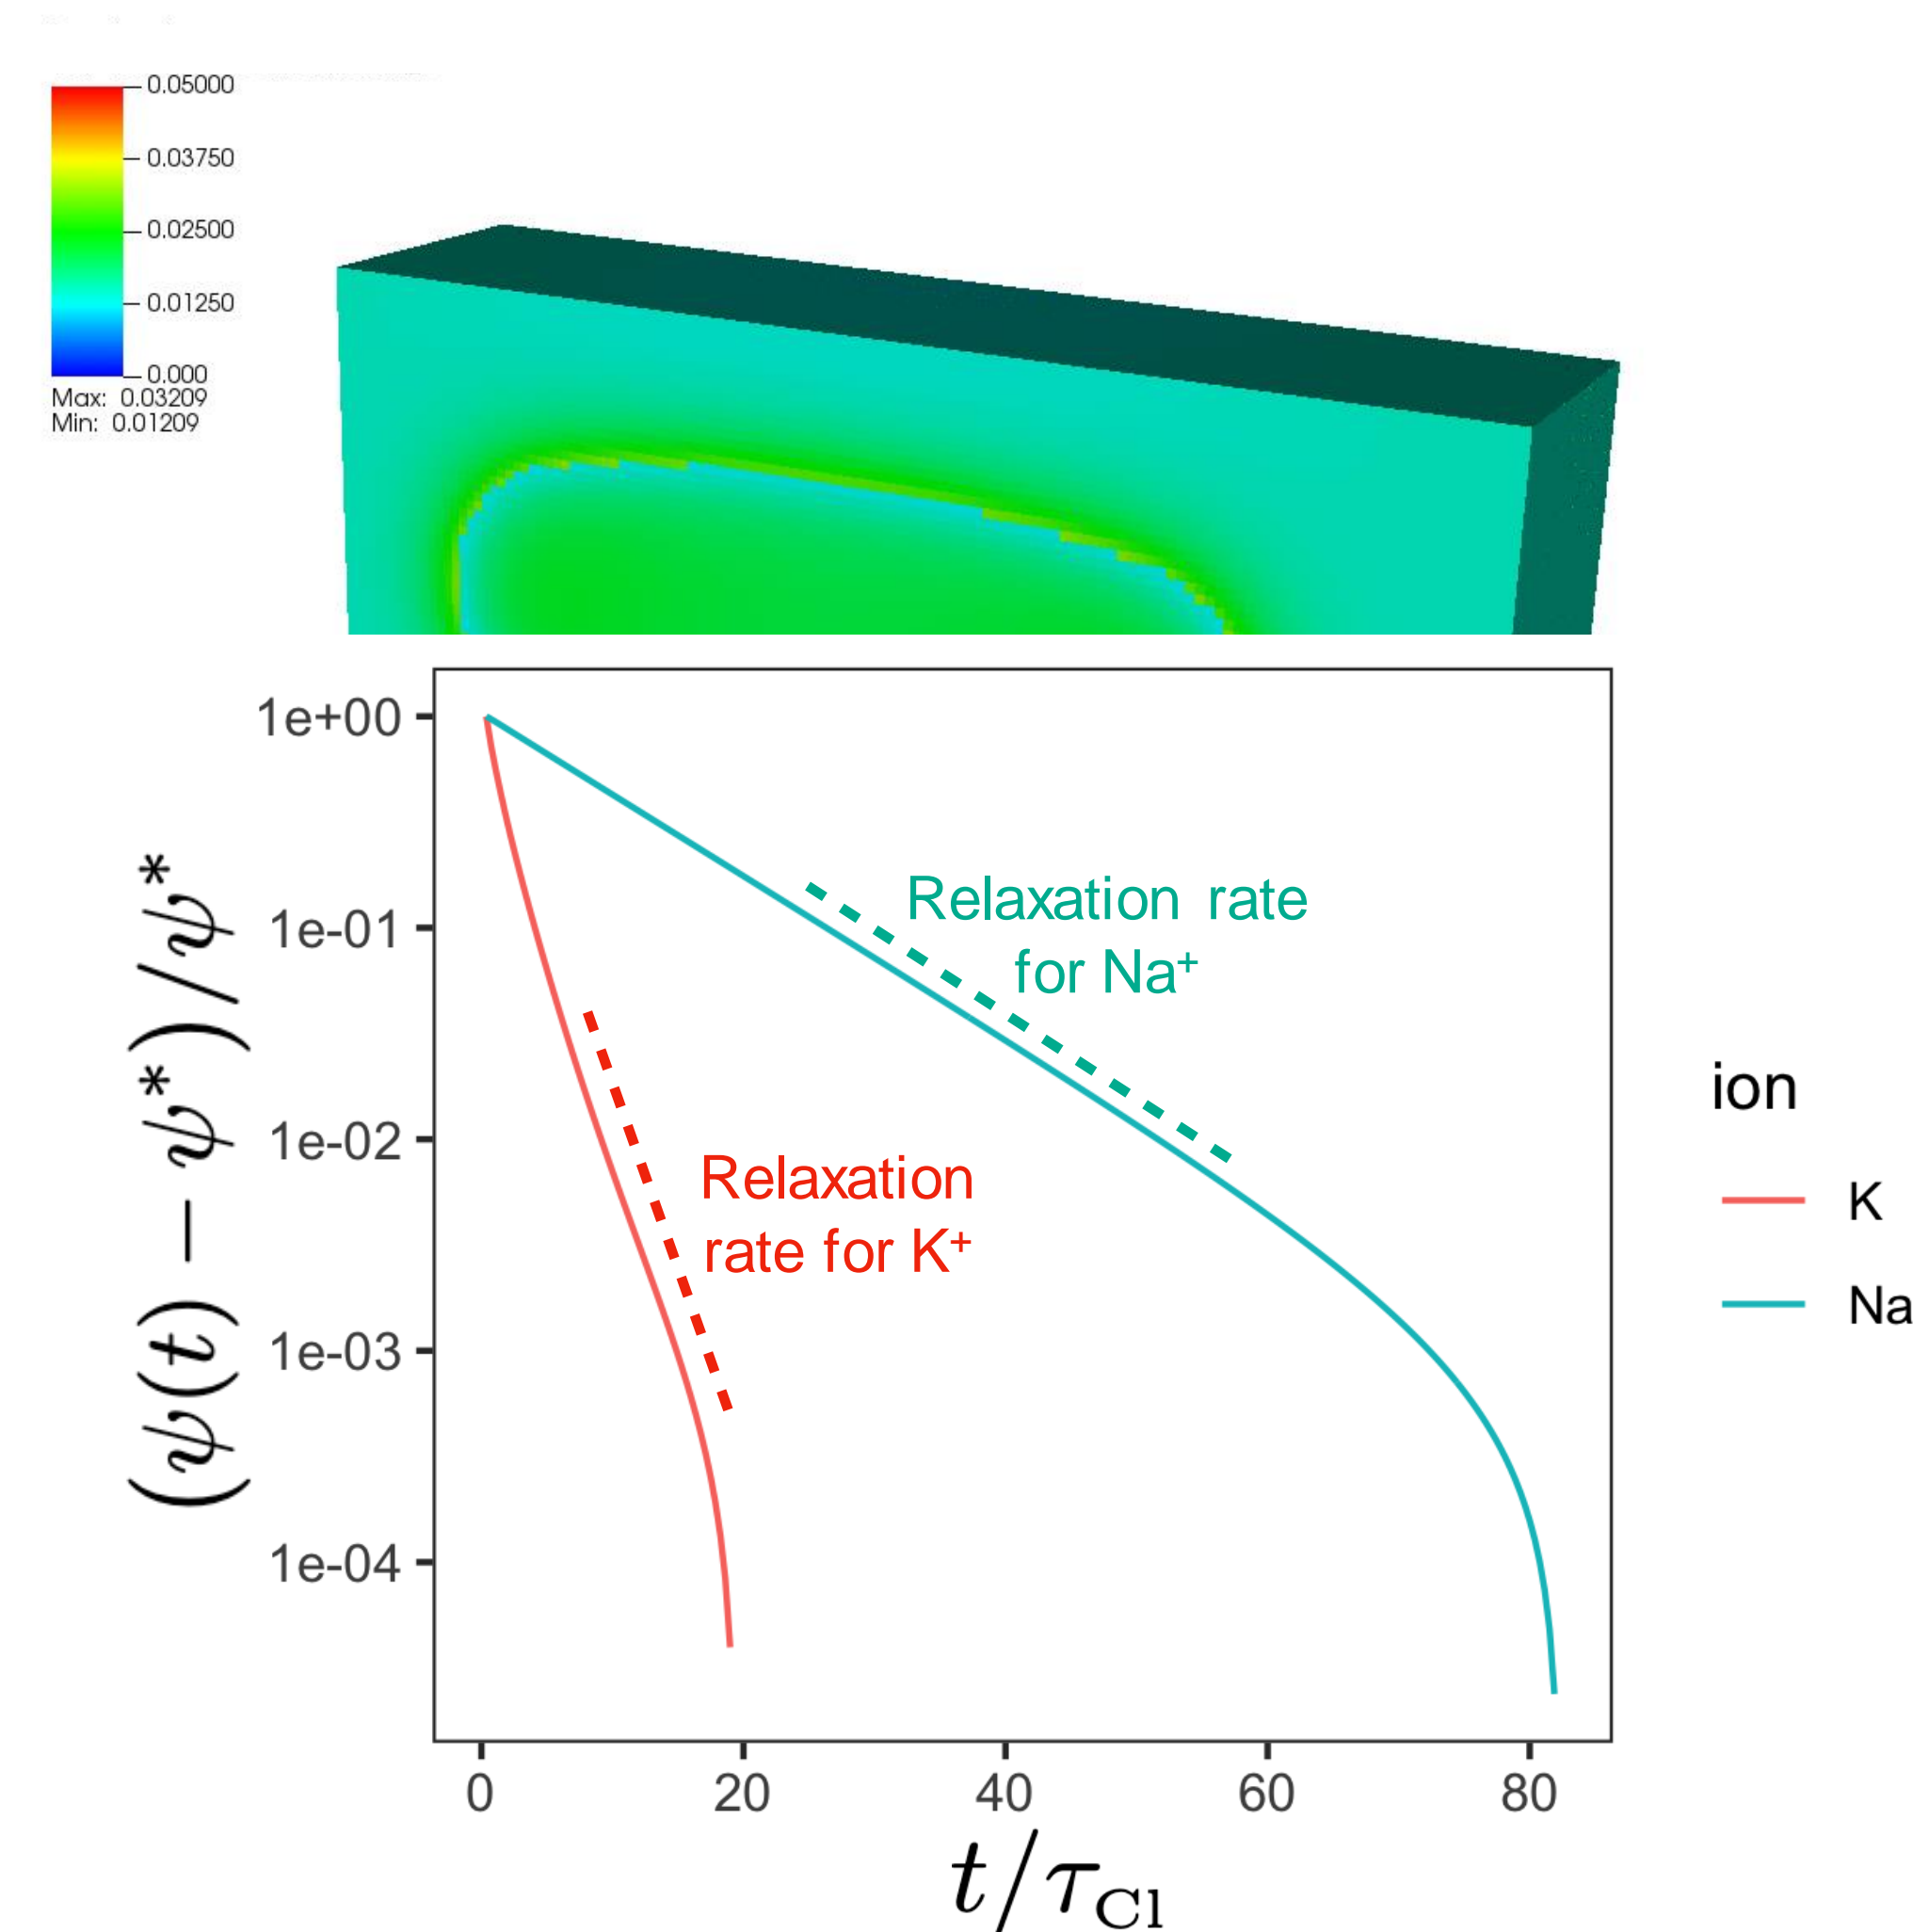 0.05000
0.03750
0.02500
0.01250
0.000
Max: 0.03209
Min: 0.01209
1e+00
1e-01
1e-02
1e-03
1e-04
(ψ(t) − ψ*)/ψ*
Relaxation rate
for Na⁺
Relaxation
rate for K⁺
ion
K
Na
0 20 40 60 80
t/τCl